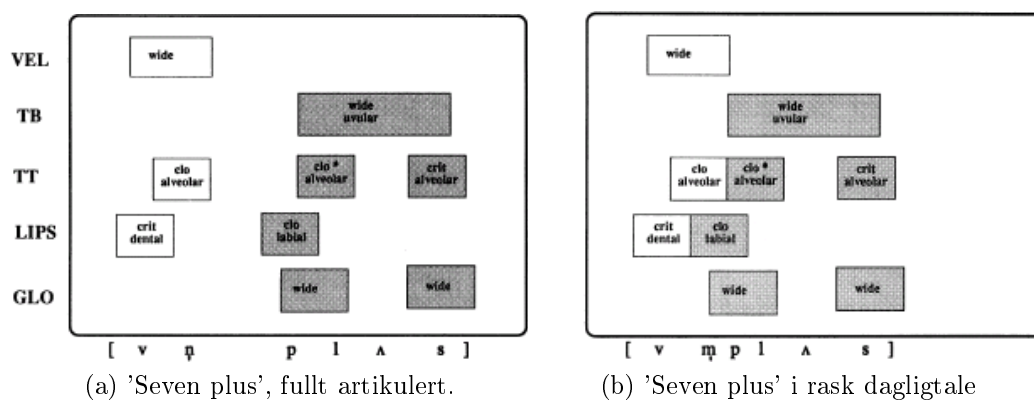 VEL
wide
TB
wide
uvular
TT
clo
alveolar
clo *
alveolar
crit
alveolar
LIPS
crit
dental
clo
labial
GLO
wide
wide
[ v n̩ p l ʌ s ]
(a) 'Seven plus', fullt artikulert.
wide
wide
uvular
clo
alveolar
clo *
alveolar
crit
alveolar
crit
dental
clo
labial
wide
wide
[ v m̩ p l ʌ s ]
(b) 'Seven plus' i rask dagligtale